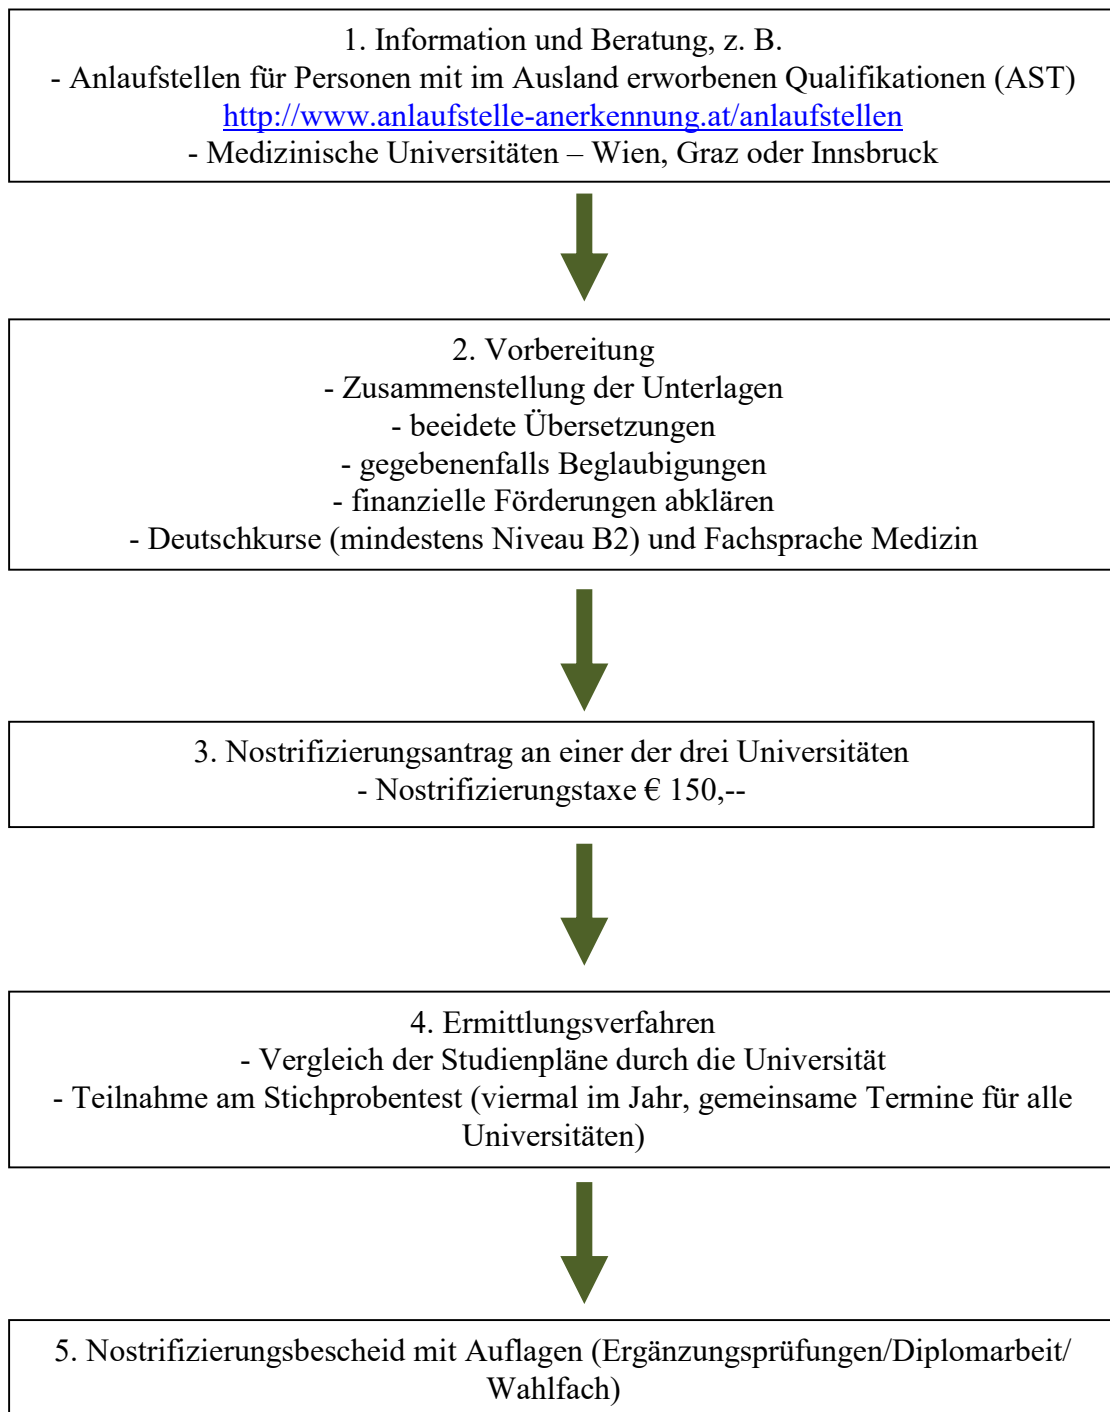 1. Information und Beratung, z. B.
- Anlaufstellen für Personen mit im Ausland erworbenen Qualifikationen (AST)
http://www.anlaufstelle-anerkennung.at/anlaufstellen
- Medizinische Universitäten – Wien, Graz oder Innsbruck
2. Vorbereitung
- Zusammenstellung der Unterlagen
- beeidete Übersetzungen
- gegebenenfalls Beglaubigungen
- finanzielle Förderungen abklären
- Deutschkurse (mindestens Niveau B2) und Fachsprache Medizin
3. Nostrifizierungsantrag an einer der drei Universitäten
- Nostrifizierungstaxe € 150,--
4. Ermittlungsverfahren
- Vergleich der Studienpläne durch die Universität
- Teilnahme am Stichprobentest (viermal im Jahr, gemeinsame Termine für alle
Universitäten)
5. Nostrifizierungsbescheid mit Auflagen (Ergänzungsprüfungen/Diplomarbeit/
Wahlfach)